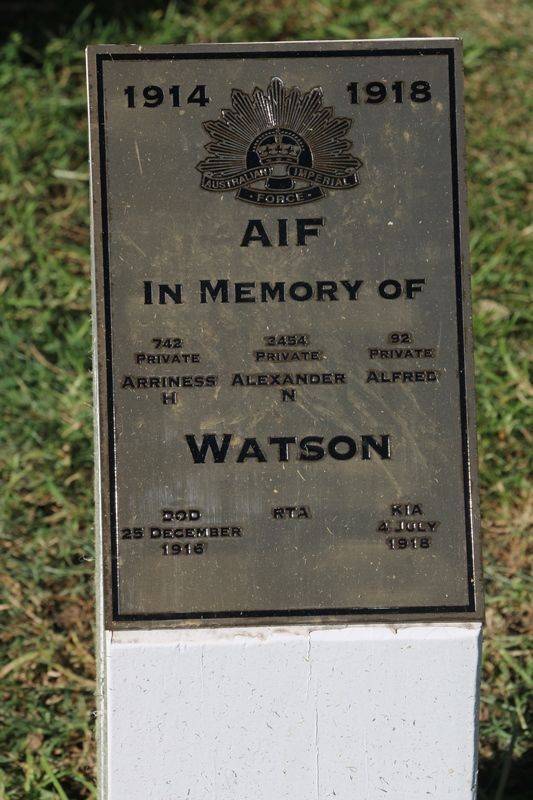 1914 1918
AUSTRALIAN IMPERIAL
FORCE
AIF
IN MEMORY OF
742 3454 92
PRIVATE PRIVATE PRIVATE
ARRINESS ALEXANDER ALFRED
H N
WATSON
DOD RTA KIA
25 DECEMBER 4 JULY
1916 1918